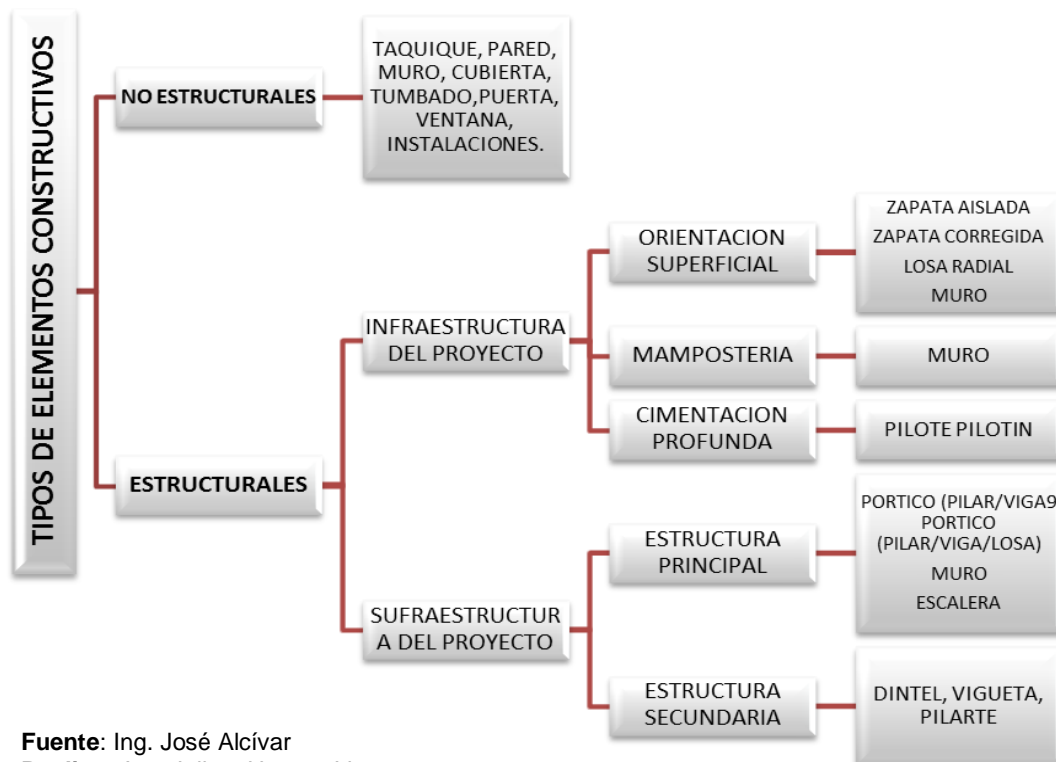 TIPOS DE ELEMENTOS CONSTRUCTIVOS
NO ESTRUCTURALES
TAQUIQUE, PARED,
MURO, CUBIERTA,
TUMBADO,PUERTA,
VENTANA,
INSTALACIONES.
ESTRUCTURALES
INFRAESTRUCTURA
DEL PROYECTO
ORIENTACION
SUPERFICIAL
ZAPATA AISLADA
ZAPATA CORREGIDA
LOSA RADIAL
MURO
MAMPOSTERIA
MURO
CIMENTACION
PROFUNDA
PILOTE PILOTIN
SUFRAESTRUCTUR
A DEL PROYECTO
ESTRUCTURA
PRINCIPAL
PORTICO (PILAR/VIGA9
PORTICO
(PILAR/VIGA/LOSA)
MURO
ESCALERA
ESTRUCTURA
SECUNDARIA
DINTEL, VIGUETA,
PILARTE
Fuente: Ing. José Alcívar